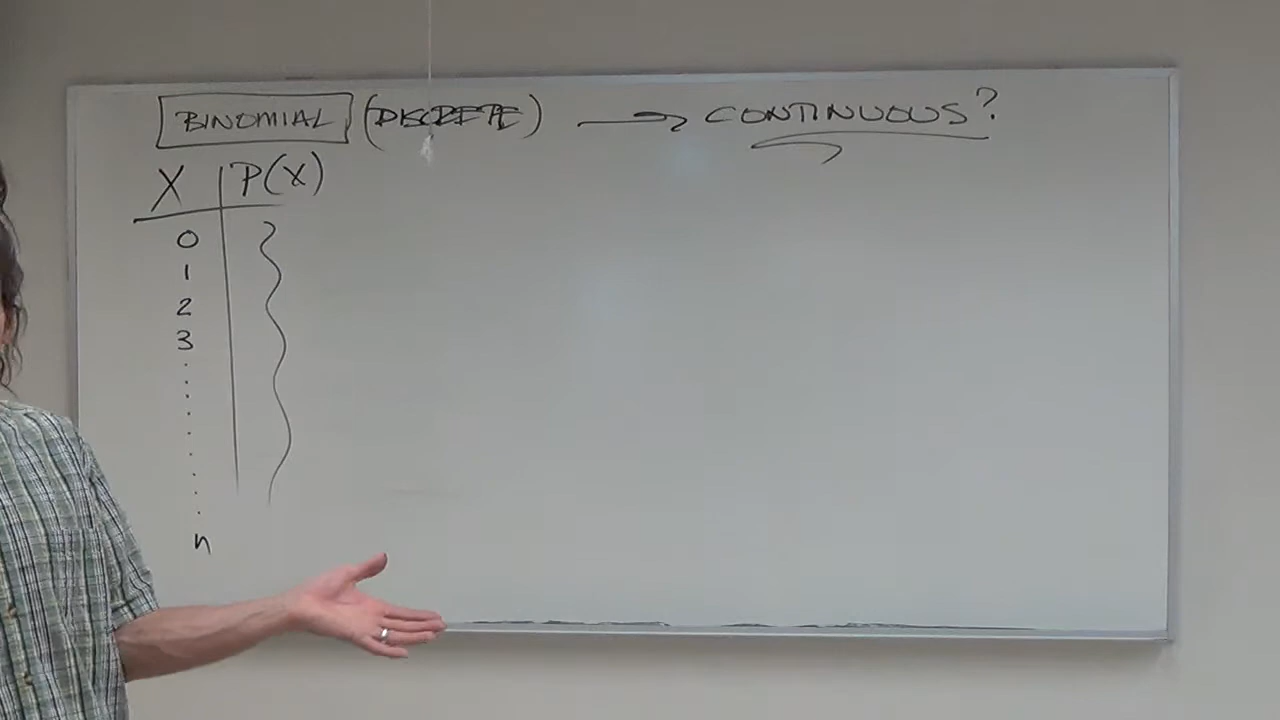 BINOMIAL (DISCRETE) → CONTINUOUS?
X P(X)
0
1
2
3
n